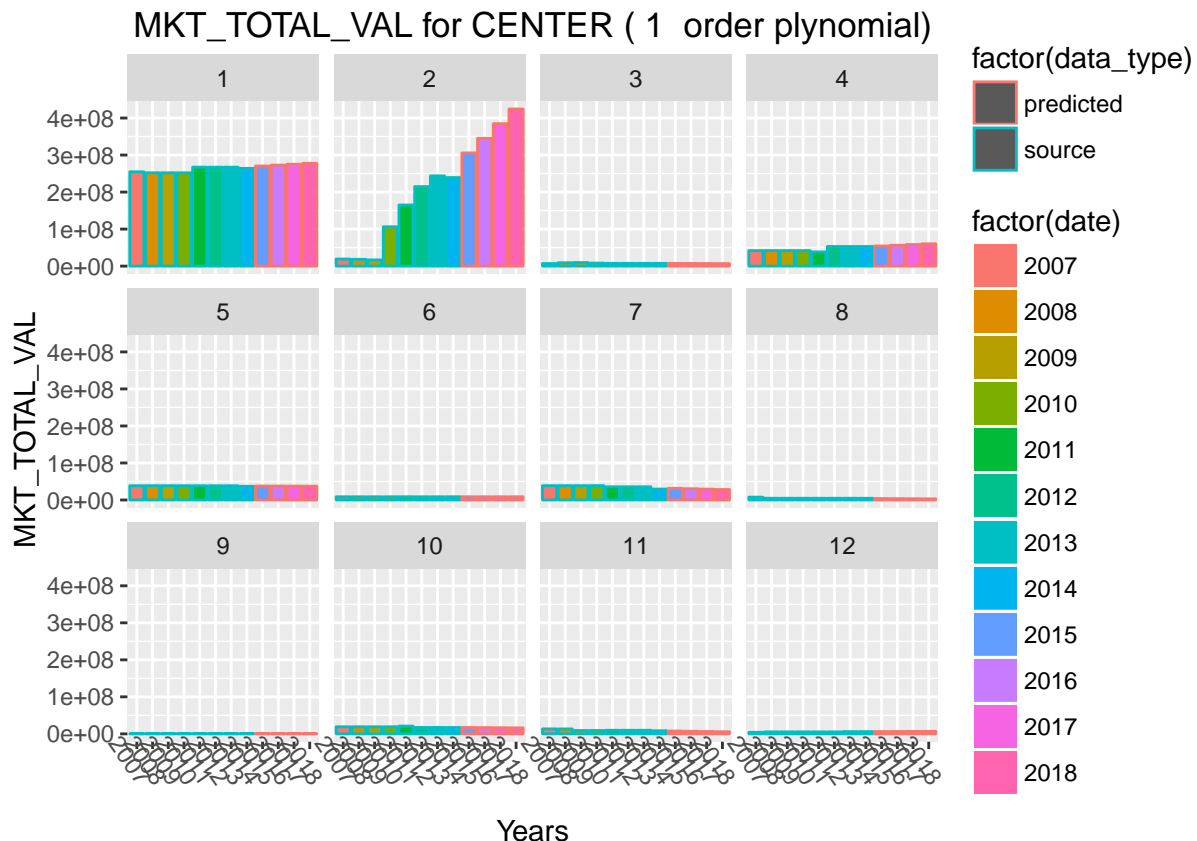 MKT_TOTAL_VAL for CENTER ( 1 order plynomial)
1 2 3 4
4e+08
3e+08
2e+08
1e+08
0e+00
5 6 7 8
4e+08
3e+08
2e+08
1e+08
0e+00
9 10 11 12
4e+08
3e+08
2e+08
1e+08
0e+00
MKT_TOTAL_VAL
Years
factor(data_type)
predicted
source
factor(date)
2007
2008
2009
2010
2011
2012
2013
2014
2015
2016
2017
2018